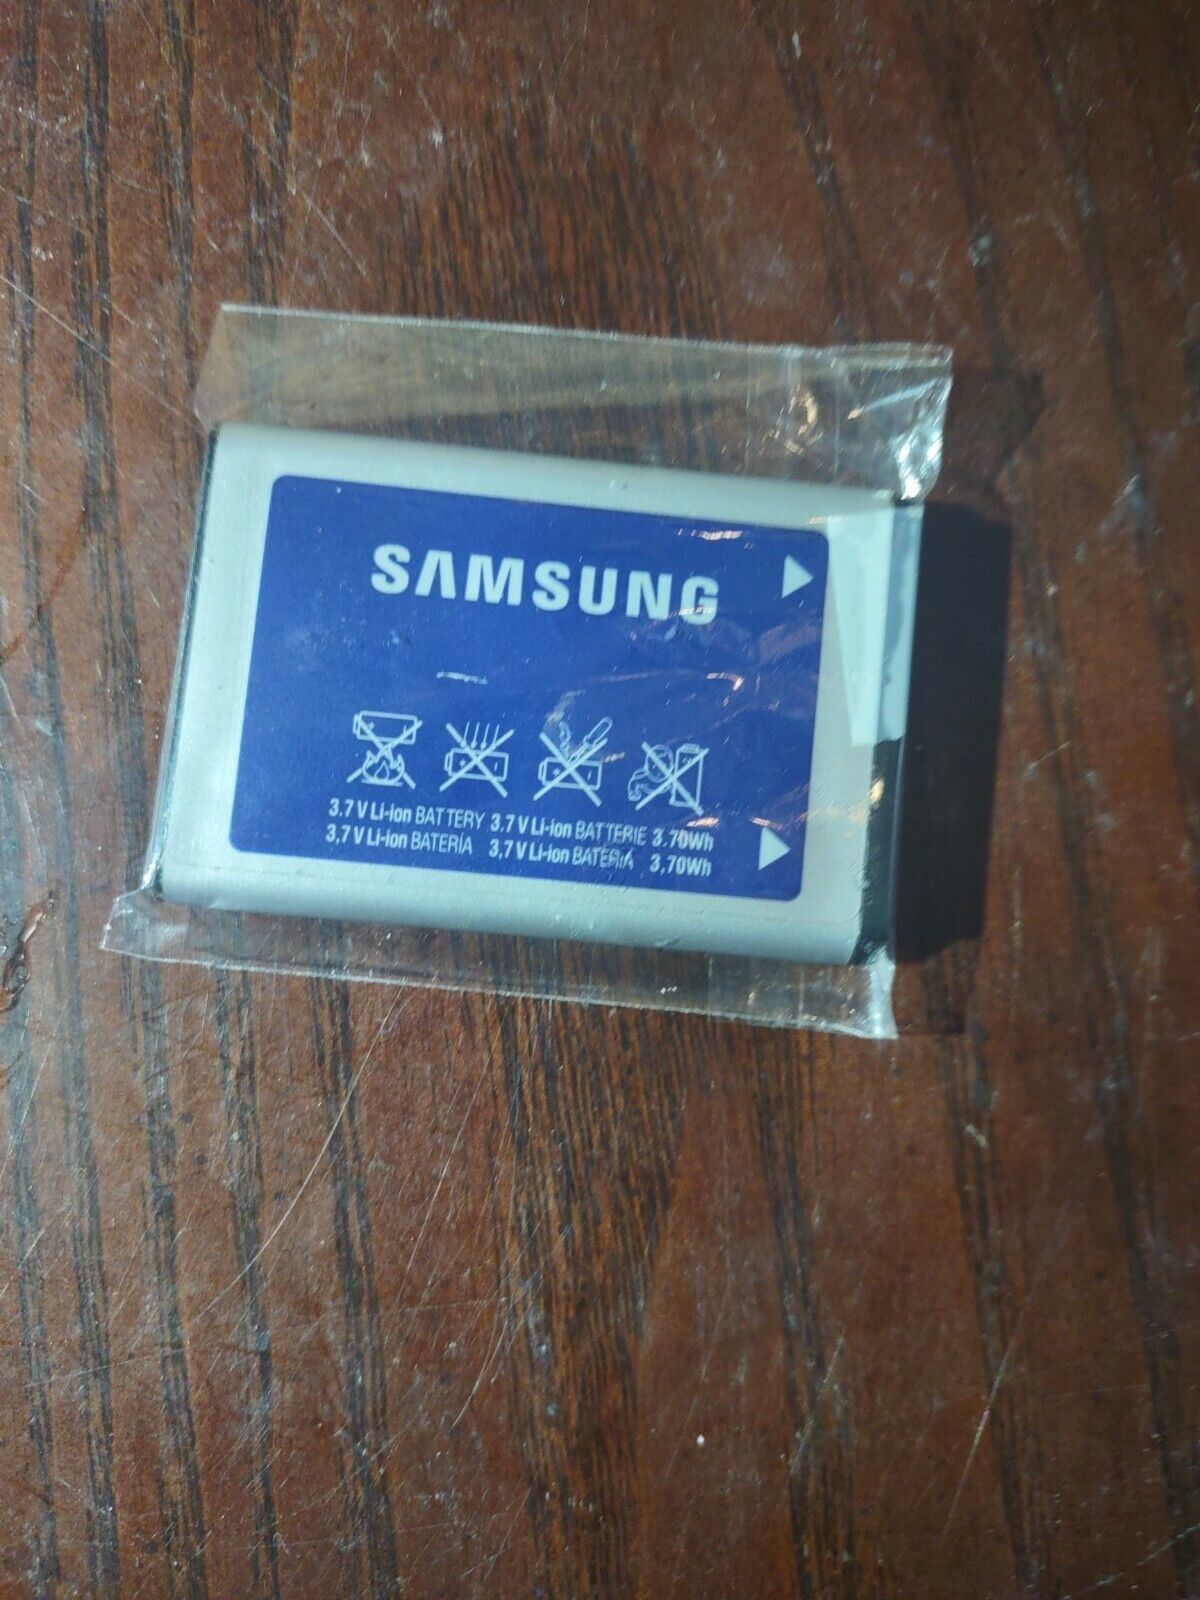 SAMSUNG
3.7 V Li-ion BATTERY 3.7 V Li-ion BATTERIE 3.70Wh
3,7 V Li-ion BATERIA 3,7 V Li-ion BATERIA 3,70Wh